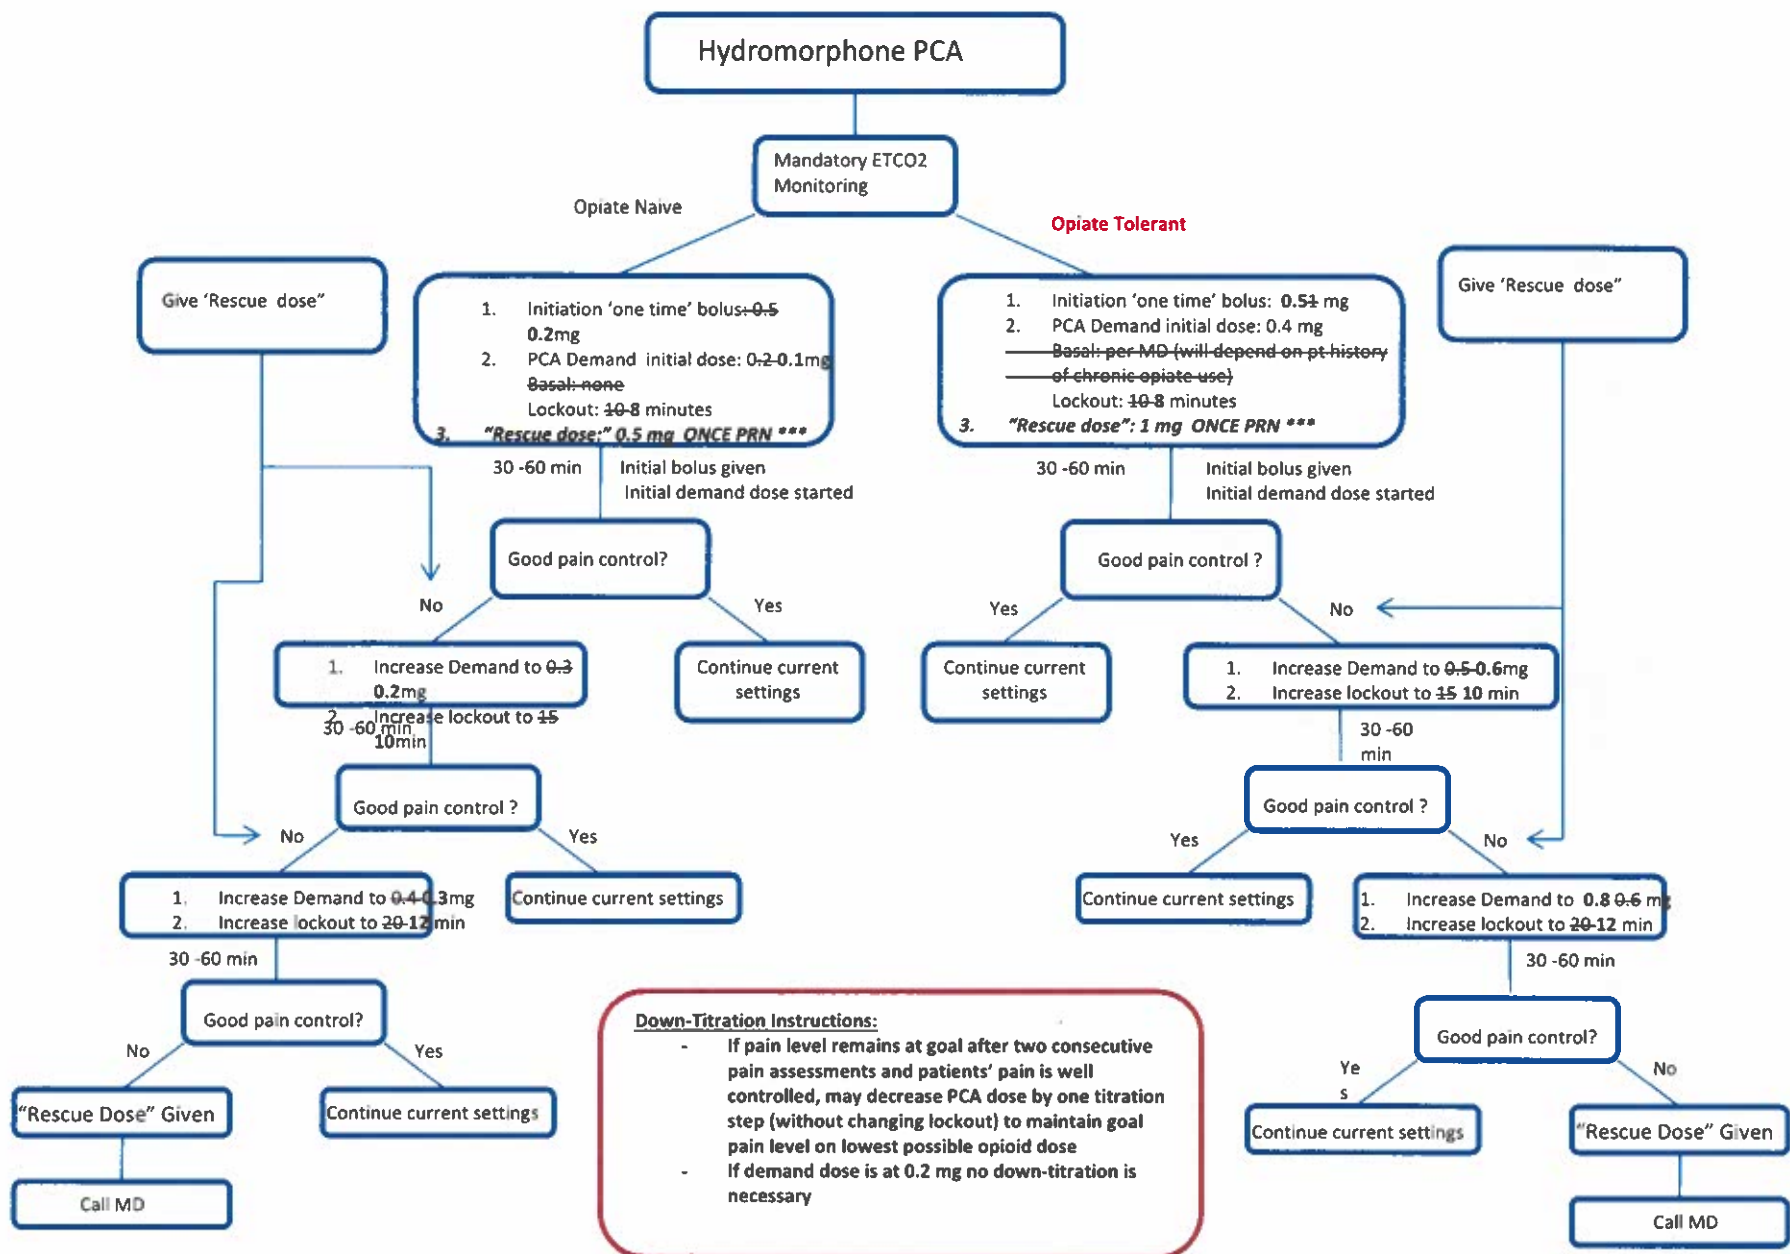 Hydromorphone PCA
Mandatory ETCO2
Monitoring
Opiate Naive
Opiate Tolerant
Give ‘Rescue dose”
1. Initiation ‘one time’ bolus: 0.5
0.2mg
2. PCA Demand initial dose: 0.2 0.1mg
Basal: none
Lockout: 10 8 minutes
3. "Rescue dose:" 0.5 mg ONCE PRN ***
1. Initiation ‘one time’ bolus: 0.51 mg
2. PCA Demand initial dose: 0.4 mg
Basal: per MD (will depend on pt history
of chronic opiate use)
Lockout: 10 8 minutes
3. "Rescue dose": 1 mg ONCE PRN ***
Give ‘Rescue dose”
30 -60 min
Initial bolus given
Initial demand dose started
30 -60 min
Initial bolus given
Initial demand dose started
Good pain control?
Good pain control ?
No
Yes
Yes
No
1. Increase Demand to 0.3
0.2mg
2. Increase lockout to 15
10min
30 -60 min
Continue current
settings
Continue current
settings
1. Increase Demand to 0.5 0.6mg
2. Increase lockout to 15 10 min
30 -60
min
Good pain control ?
Good pain control ?
No
Yes
Yes
No
1. Increase Demand to 0.4 0.3mg
2. Increase lockout to 20 12 min
Continue current settings
Continue current settings
1. Increase Demand to 0.8 0.6 mg
2. Increase lockout to 20 12 min
30 -60 min
30 -60 min
Good pain control?
Good pain control?
No
Yes
Ye
s
No
"Rescue Dose" Given
Continue current settings
Call MD
Down-Titration Instructions:
- If pain level remains at goal after two consecutive
pain assessments and patients’ pain is well
controlled, may decrease PCA dose by one titration
step (without changing lockout) to maintain goal
pain level on lowest possible opioid dose
- If demand dose is at 0.2 mg no down-titration is
necessary
Continue current settings
"Rescue Dose" Given
Call MD